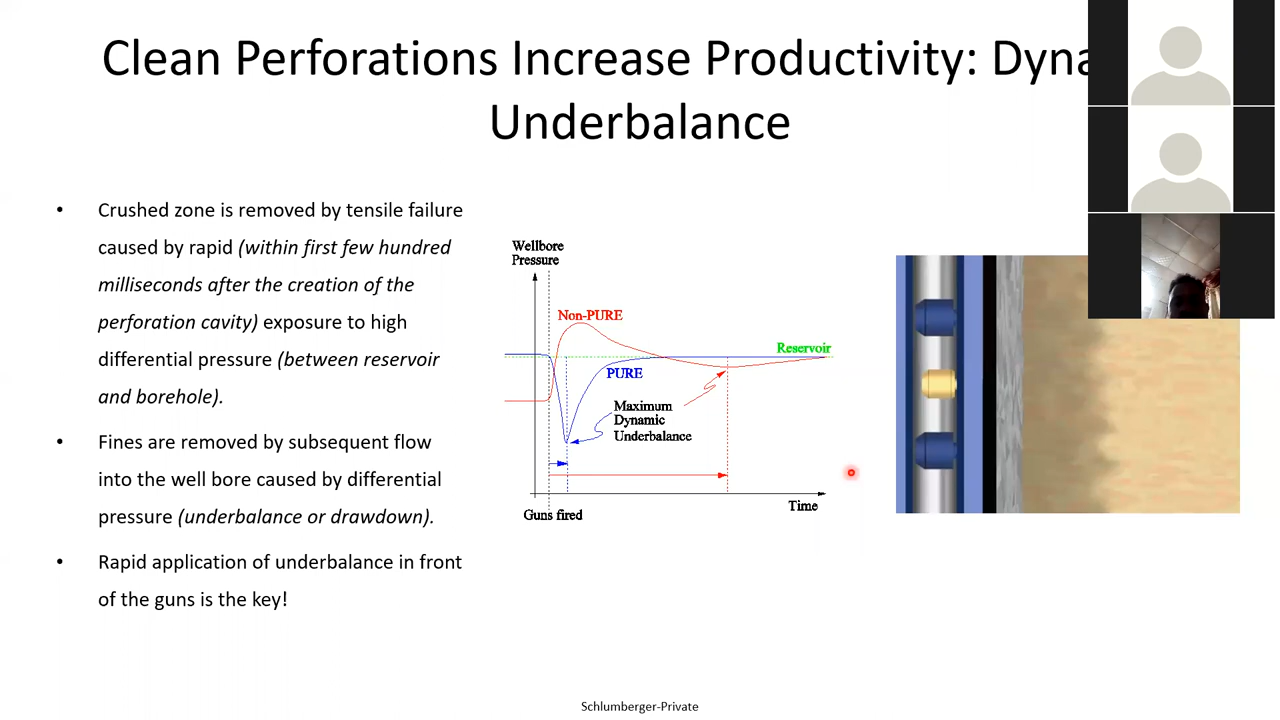 Clean Perforations Increase Productivity: Dyna
Underbalance
• Crushed zone is removed by tensile failure
caused by rapid (within first few hundred
milliseconds after the creation of the
perforation cavity) exposure to high
differential pressure (between reservoir
and borehole).
• Fines are removed by subsequent flow
into the well bore caused by differential
pressure (underbalance or drawdown).
• Rapid application of underbalance in front
of the guns is the key!
Wellbore
Pressure
Non-PURE
Reservoir
PURE
Maximum
Dynamic
Underbalance
Time
Guns fired
Schlumberger-Private